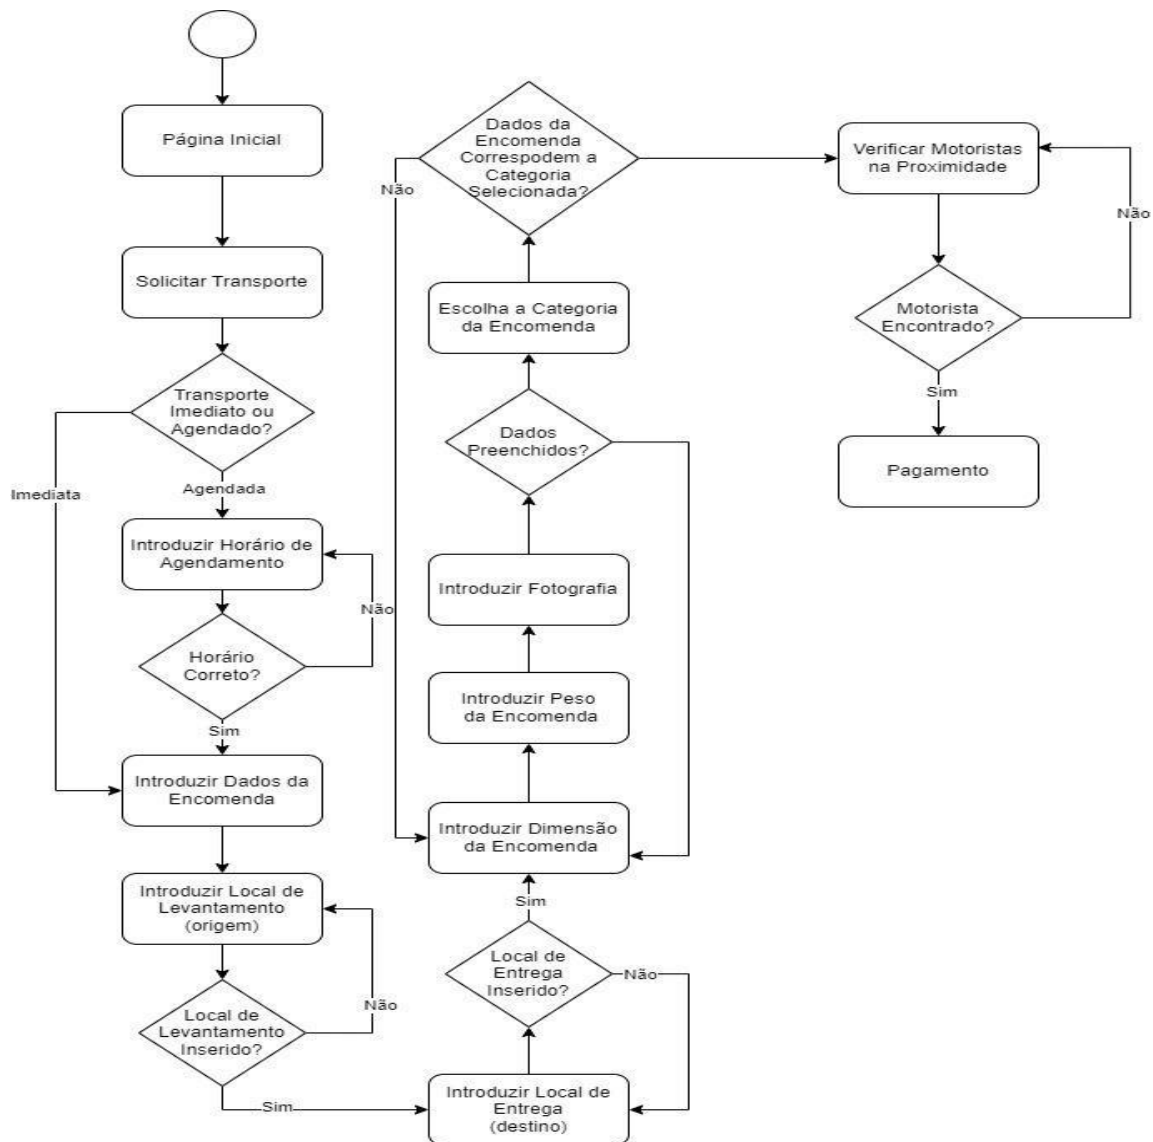 Página Inicial
Solicitar Transporte
Transporte
Imediato ou
Agendado?
Imediata
Agendada
Introduzir Horário de
Agendamento
Não
Horário
Correto?
Sim
Introduzir Dados da
Encomenda
Introduzir Local de
Levantamento
(origem)
Não
Local de
Levantamento
Inserido?
Sim
Introduzir Local de
Entrega
(destino)
Local de
Entrega
Inserido?
Não
Sim
Introduzir Dimensão
da Encomenda
Introduzir Peso
da Encomenda
Introduzir Fotografia
Dados
Preenchidos?
Escolha a Categoria
da Encomenda
Dados da
Encomenda
Correspodem a
Categoria
Selecionada?
Não
Verificar Motoristas
na Proximidade
Não
Motorista
Encontrado?
Sim
Pagamento